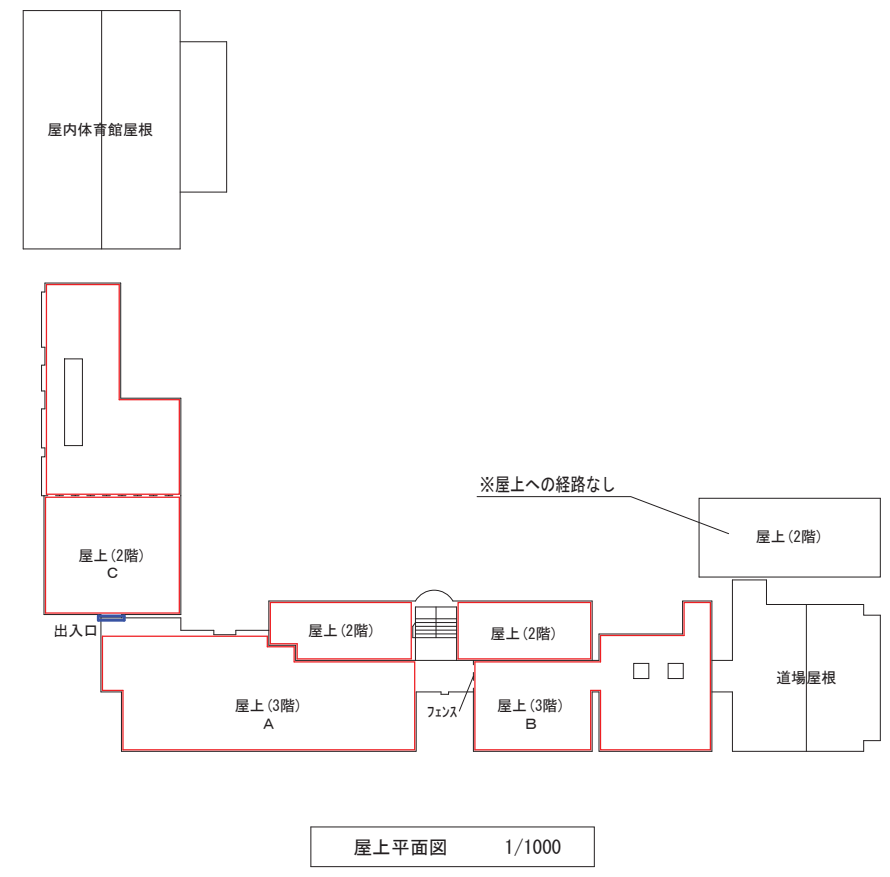 屋内体育館屋根
※屋上への経路なし
屋上(2階)
屋上(2階)
C
出入口
屋上(2階)
屋上(2階)
道場屋根
屋上(3階)
A
フェンス
屋上(3階)
B
屋上平面図 1/1000